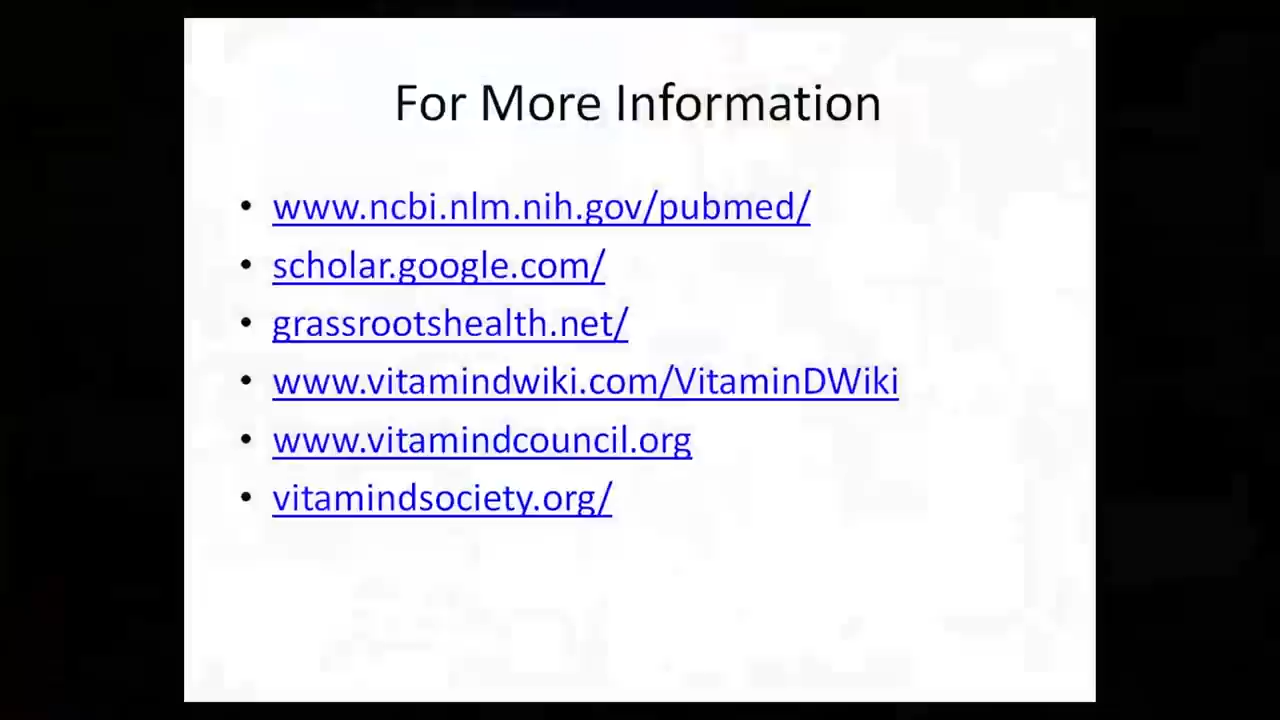 For More Information
• www.ncbi.nlm.nih.gov/pubmed/
• scholar.google.com/
• grassrootshealth.net/
• www.vitamindwiki.com/VitaminDWiki
• www.vitamindcouncil.org
• vitamindsociety.org/